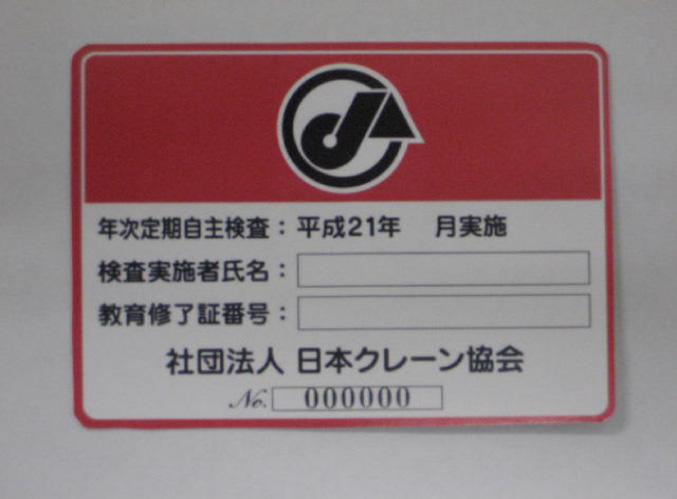 年次定期自主検査：平成21年　月実施
検査実施者氏名：
教育修了証番号：
社団法人 日本クレーン協会
No. 000000